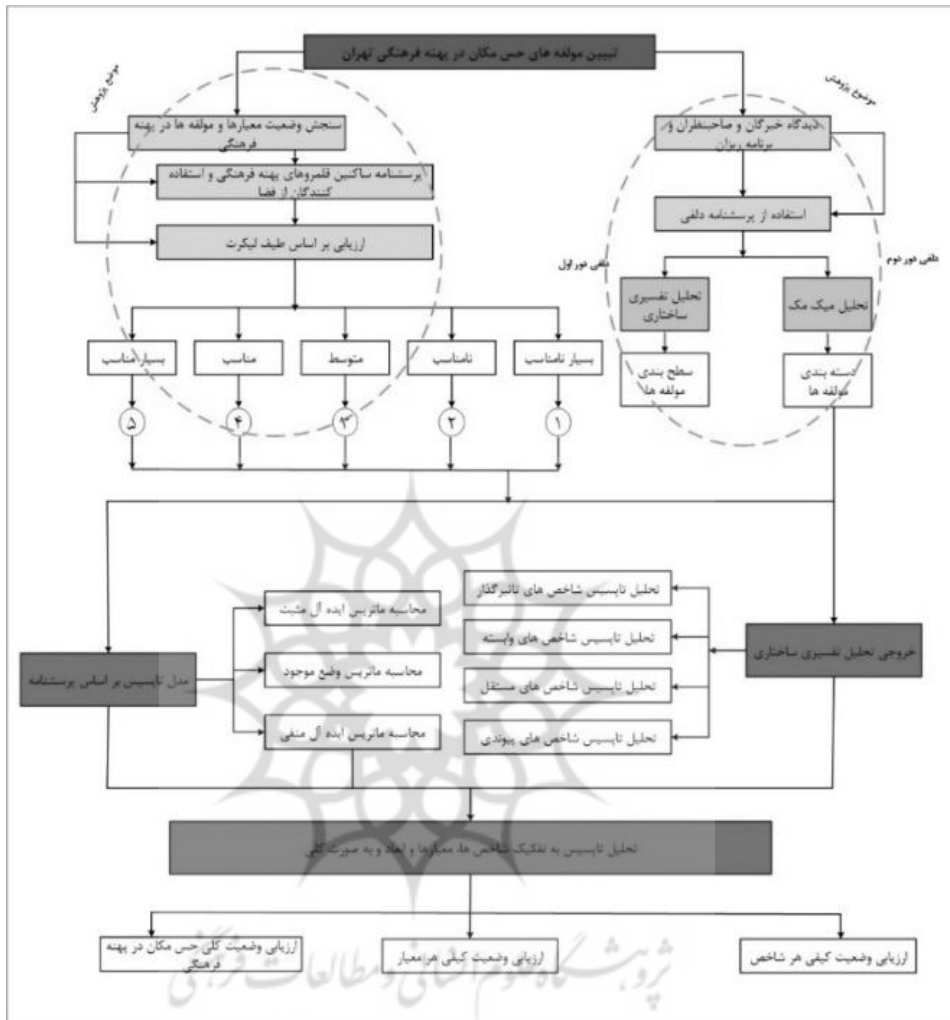 تبیین مولفه های حس مکان در پهنه فرهنگی تهران
موضوع پژوهش
دیدگاه خبرگان و صاحبنظران و
برنامه ریزان
استفاده از پرسشنامه دلفی
دلفی دور دوم
دلفی دور اول
تحلیل میک مک
تحلیل تفسیری
ساختاری
دسته بندی
مولفه ها
سطح بندی
مولفه ها
موضع پژوهش
سنجش وضعیت معیارها و مولفه ها در پهنه
فرهنگی
پرسشنامه ساکنین قلمروهای پهنه فرهنگی و استفاده
کنندگان از فضا
ارزیابی بر اساس طیف لیکرت
بسیار نامناسب
نامناسب
متوسط
مناسب
بسیار مناسب
۱
۲
۳
۴
۵
خروجی تحلیل تفسیری ساختاری
تحلیل تاپسیس شاخص های تاثیرگذار
تحلیل تاپسیس شاخص های وابسته
تحلیل تاپسیس شاخص های مستقل
تحلیل تاپسیس شاخص های پیوندی
محاسبه ماتریس ایده آل مثبت
محاسبه ماتریس وضع موجود
محاسبه ماتریس ایده آل منفی
مدل تاپسیس بر اساس پرسشنامه
تحلیل تاپسیس به تفکیک شاخص ها، معیارها و ابعاد و به صورت کلی
ارزیابی وضعیت کیفی هر شاخص
ارزیابی وضعیت کیفی هر معیار
ارزیابی وضعیت کلی حس مکان در پهنه
فرهنگی
پژوهشگاه علوم انسانی و مطالعات فرهنگی